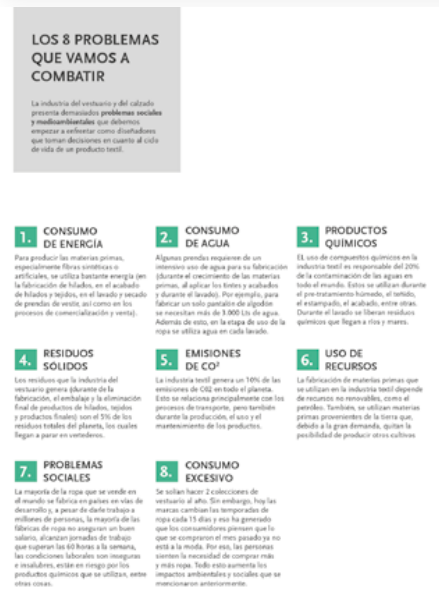 LOS 8 PROBLEMAS
QUE VAMOS A
COMBATIR
La industria del vestuario y del calzado
presenta demasiados problemas sociales
y medioambientales que debemos
empezar a enfrentar como diseñadores
que toman decisiones en cuanto al ciclo
de vida de un producto textil.
1. CONSUMO
DE ENERGÍA
Para producir las materias primas,
especialmente fibras sintéticas o
artificiales, se utiliza bastante energía (en
la fabricación de hilados, en el acabado
de hilados y tejidos, en el lavado y secado
de prendas de vestir, así como en los
procesos de comercialización y venta).
2. CONSUMO
DE AGUA
Algunas prendas requieren de un
intensivo uso de agua para su fabricación
(durante el crecimiento de las materias
primas, al aplicar los tintes y acabados
y durante el lavado). Por ejemplo, para
fabricar un solo pantalón de algodón
se necesitan más de 3.000 Lts de agua.
Además de esto, en la etapa de uso de la
ropa se utiliza agua en cada lavado.
3. PRODUCTOS
QUÍMICOS
EL uso de compuestos químicos en la
industria textil es responsable del 20%
de la contaminación de las aguas en
todo el mundo. Estos se utilizan durante
el pre-tratamiento húmedo, el teñido,
el estampado, el acabado, entre otras.
Durante el lavado se liberan residuos
químicos que llegan a ríos y mares.
4. RESIDUOS
SÓLIDOS
Los residuos que la industria del
vestuario genera (durante de la
fabricación, el embalaje y la eliminación
final de productos de hilados, tejidos
y productos finales) son el 5% de los
residuos totales del planeta, los cuales
llegan a parar en vertederos.
5. EMISIONES
DE CO²
La industria textil genera un 10% de las
emisiones de C02 en todo el planeta.
Esto se relaciona principalmente con los
procesos de transporte, pero también
durante la producción, el uso y el
mantenimiento de los productos.
6. USO DE
RECURSOS
La fabricación de materias primas que
se utilizan en la industria textil depende
de recursos no renovables, como el
petróleo. También, se utilizan materias
primas provenientes de la tierra que,
debido a la gran demanda, quitan la
posibilidad de producir otros cultivos
7. PROBLEMAS
SOCIALES
La mayoría de la ropa que se vende en
el mundo se fabrica en países en vías de
desarrollo y, a pesar de darle trabajo a
millones de personas, la mayoría de las
fábricas de ropa no aseguran un buen
salario, alcanzan jornadas de trabajo
que superan las 60 horas a la semana,
las condiciones laborales son inseguras
e insalubres, están en riesgo por los
productos químicos que se utilizan, entre
otras cosas.
8. CONSUMO
EXCESIVO
Se solían hacer 2 colecciones de
vestuario al año. Sin embargo, hoy las
marcas cambian las temporadas de
ropa cada 15 días y eso ha generado
que los consumidores piensen que lo
que se compraron el mes pasado ya no
está a la moda. Por eso, las personas
sienten la necesidad de comprar más
y más ropa. Todo esto aumenta los
impactos ambientales y sociales que se
mencionaron anteriormente.